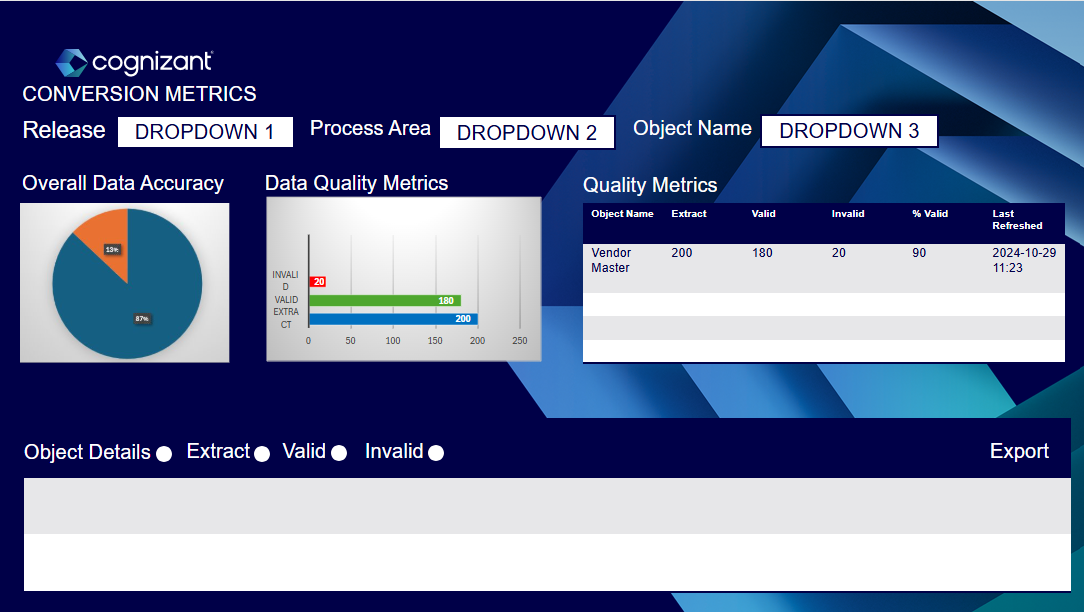 cognizant
CONVERSION METRICS
Release DROPDOWN 1 Process Area DROPDOWN 2 Object Name DROPDOWN 3
Overall Data Accuracy
13%
87%
Data Quality Metrics
INVALI
D
20
VALID
180
EXTRA
CT
200
0 50 100 150 200 250
Quality Metrics
Object Name Extract Valid Invalid % Valid Last
Refreshed
Vendor 200 180 20 90 2024-10-29
Master 11:23
Object Details Extract Valid Invalid Export